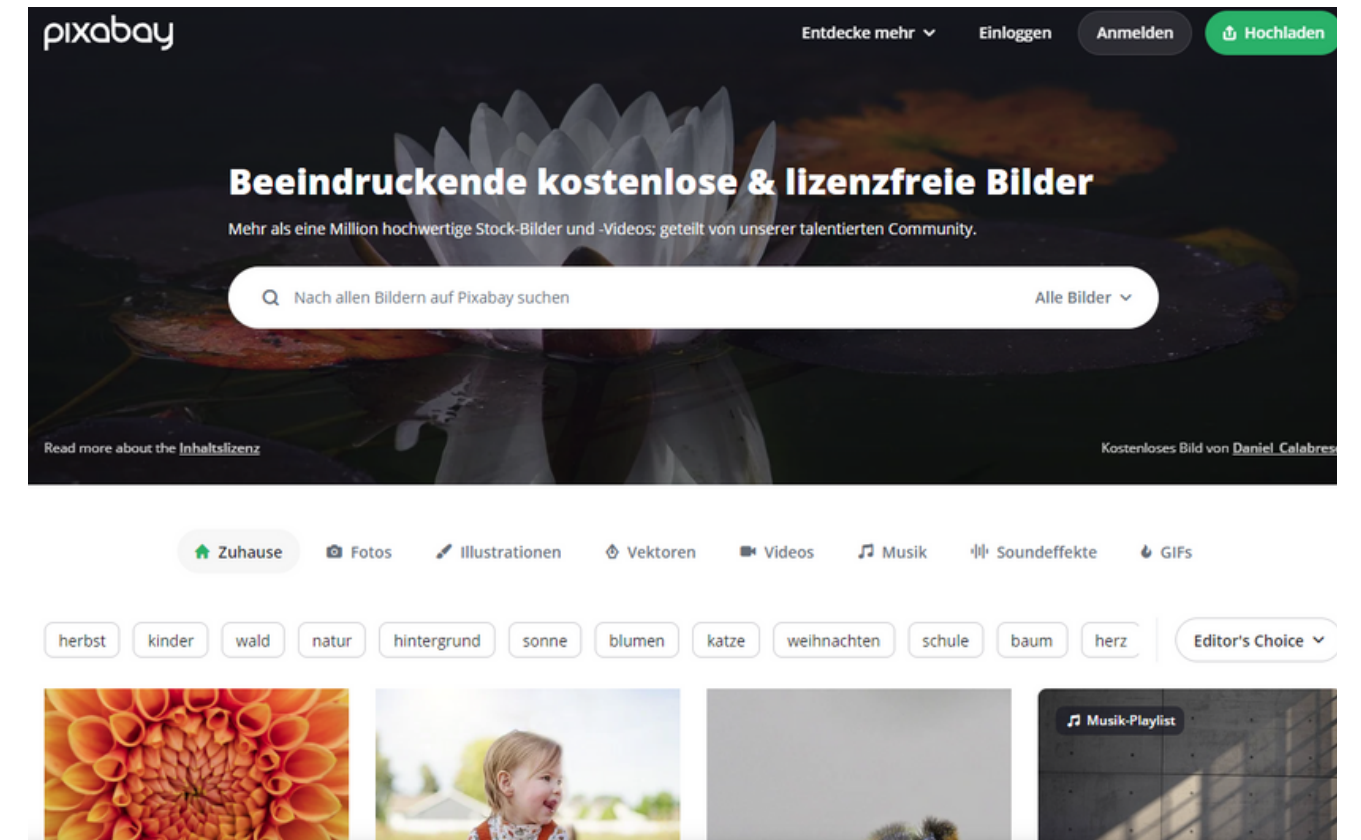 pixabay
Entdecke mehr
Einloggen
Anmelden
Hochladen
Beeindruckende kostenlose & lizenzfreie Bilder
Mehr als eine Million hochwertige Stock-Bilder und -Videos; geteilt von unserer talentierten Community.
Nach allen Bildern auf Pixabay suchen
Alle Bilder
Read more about the Inhaltslizenz
Kostenloses Bild von Daniel_Calabrese
Zuhause
Fotos
Illustrationen
Vektoren
Videos
Musik
Soundeffekte
GIFs
herbst
kinder
wald
natur
hintergrund
sonne
blumen
katze
weihnachten
schule
baum
herz
Editor's Choice
Musik-Playlist